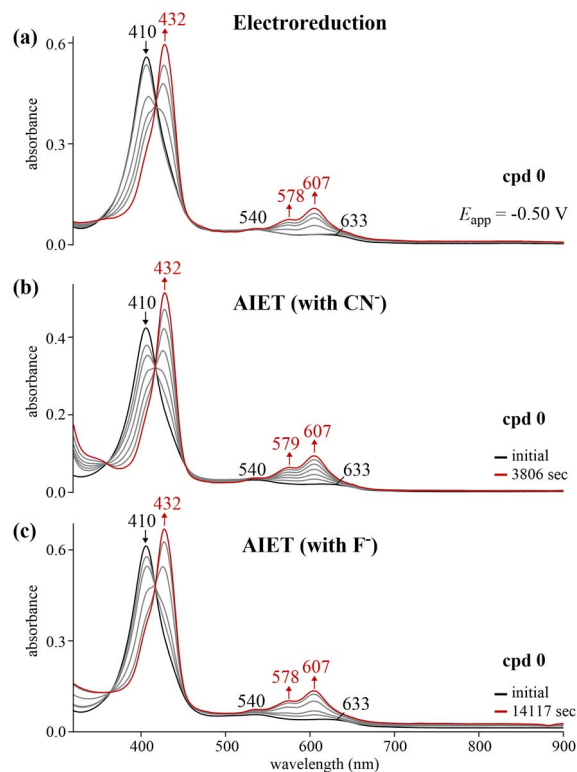 Electroreduction
(a)
432
410
0.6
0.3
0.0
absorbance
578
607
540
633
cpd 0
E_app = -0.50 V
(b)
432
410
AIET (with CN⁻)
0.4
0.2
0.0
absorbance
579
607
540
633
cpd 0
initial
3806 sec
(c)
432
410
AIET (with F⁻)
0.6
0.3
0.0
absorbance
578
607
540
633
cpd 0
initial
14117 sec
400 500 600 700 800 900
wavelength (nm)